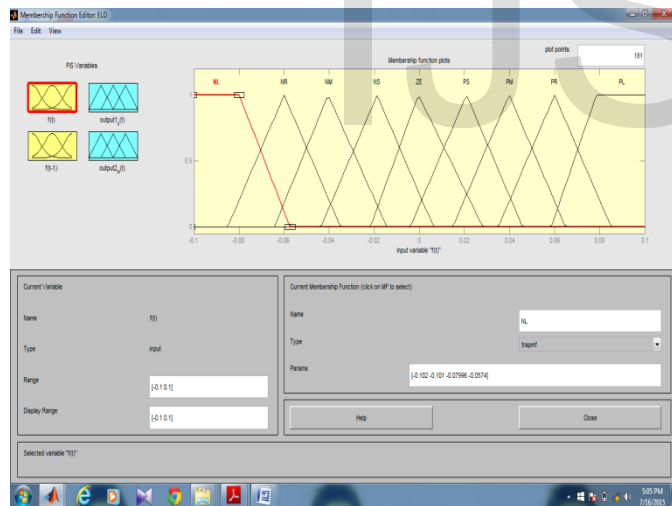 Membership Function Editor: ELD
File Edit View
FIS Variables
f(t)
output1
f(t-1)
output2
Membership function plots
plot points:
181
NL NR NM NS ZE PS PM PR PL
1
0.5
0
-0.1 -0.08 -0.06 -0.04 -0.02 0 0.02 0.04 0.06 0.08 0.1
input variable "f(t)"
Current Variable
Name f(t)
Type input
Range [-0.1 0.1]
Display Range [-0.1 0.1]
Current Membership Function (click on MF to select)
Name NL
Type trapmf
Params [-0.102 -0.101 -0.07996 -0.0574]
Help Close
Selected variable "f(t)"
5:05 PM
7/16/2015